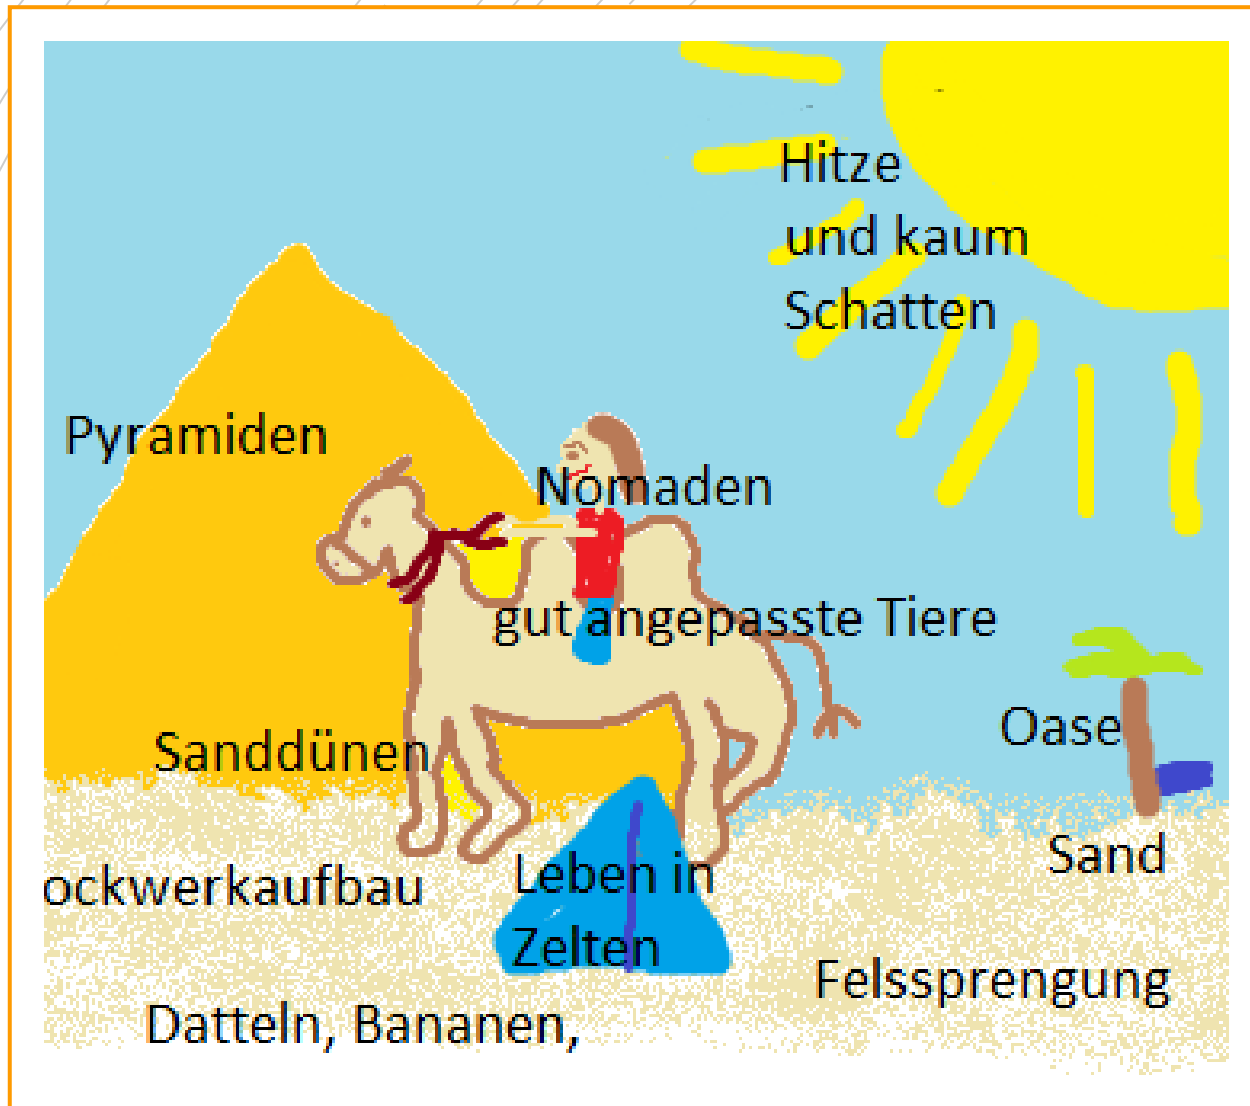 Hitze
und kaum
Schatten
Pyramiden
Nomaden
gut angepasste Tiere
Oase
Sanddünen
Sand
ockwerkaufbau
Leben in
Zelten
Felssprengung
Datteln, Bananen,